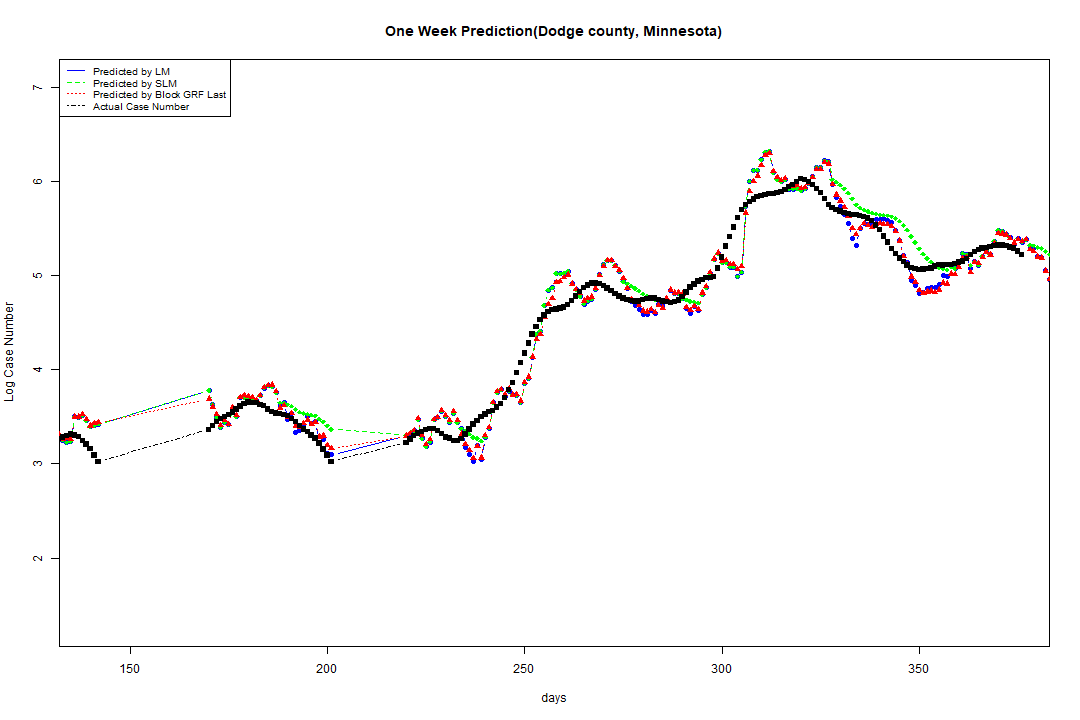 One Week Prediction(Dodge county, Minnesota)
Predicted by LM
Predicted by SLM
Predicted by Block GRF Last
Actual Case Number
7
6
5
4
3
2
Log Case Number
150 200 250 300 350
days